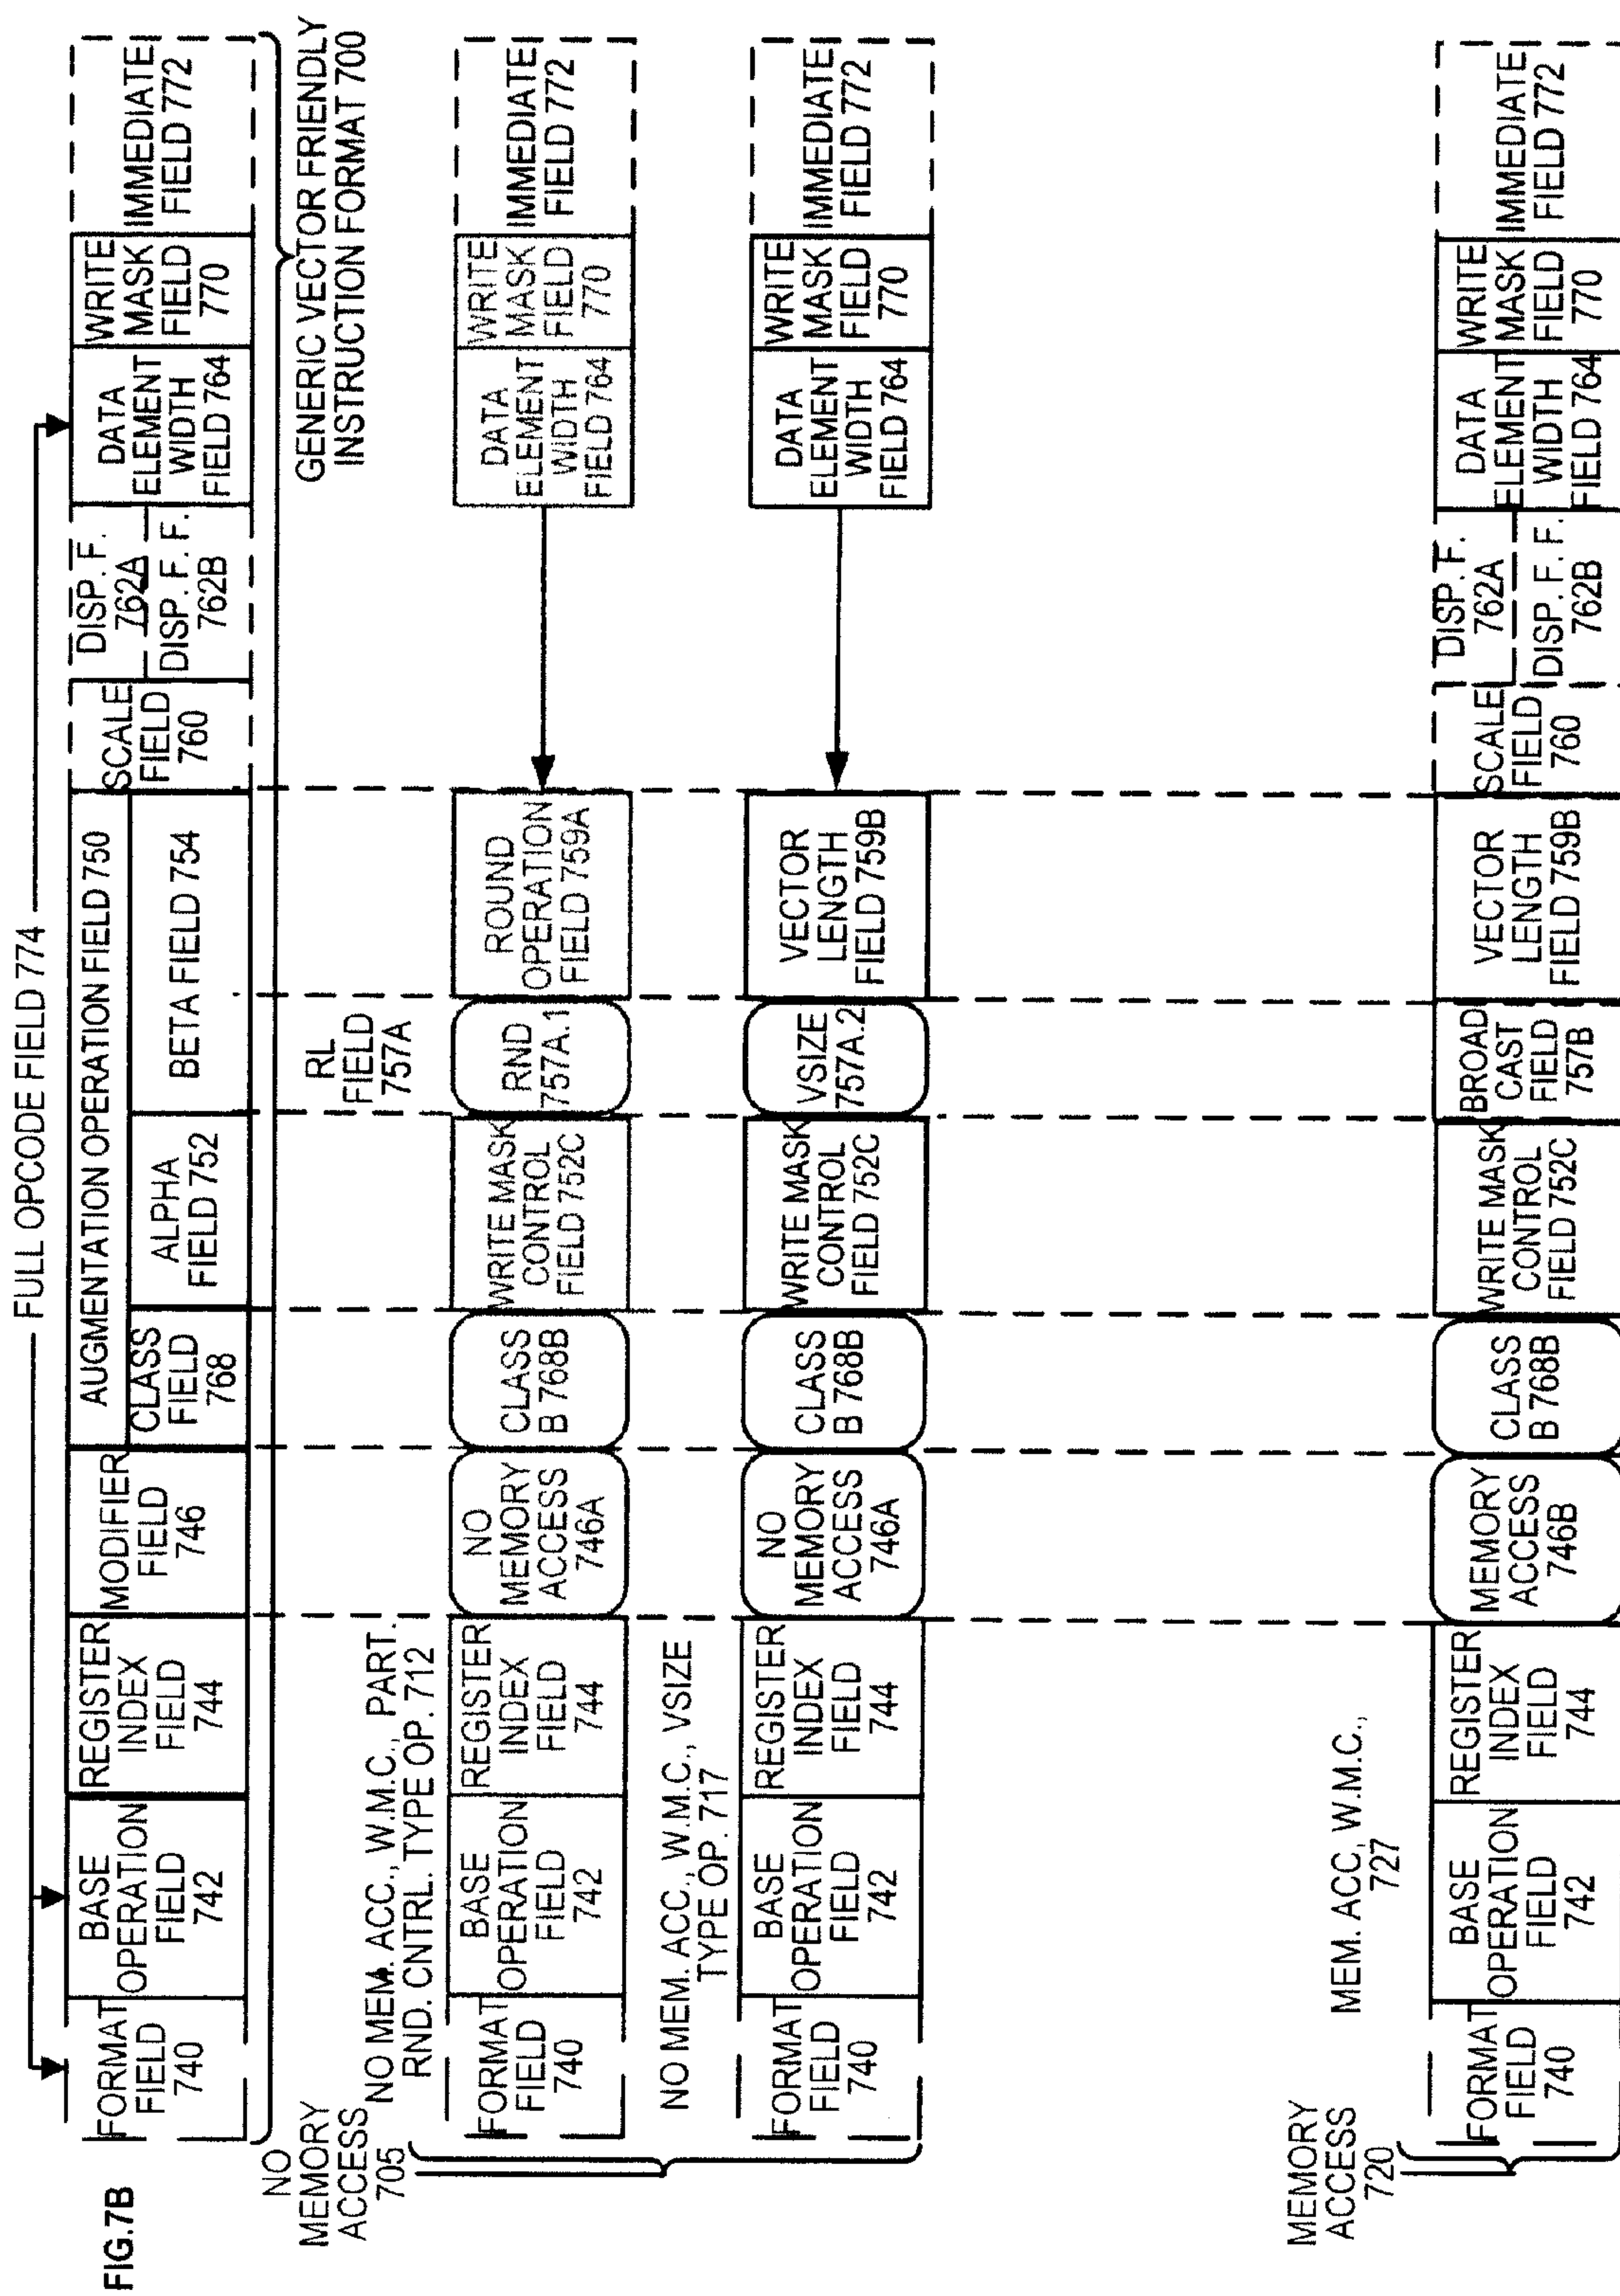 FIG.7B
FULL OPCODE FIELD 774
FORMAT
FIELD
740
BASE
OPERATION
FIELD
742
REGISTER
INDEX
FIELD
744
MODIFIER
FIELD
746
AUGMENTATION OPERATION FIELD 750
CLASS
FIELD
768
ALPHA
FIELD 752
BETA FIELD 754
SCALE
FIELD
760
DISP. F.
762A
DISP. F. F.
762B
DATA
ELEMENT
WIDTH
FIELD 764
WRITE
MASK
FIELD
770
IMMEDIATE
FIELD 772
GENERIC VECTOR FRIENDLY
INSTRUCTION FORMAT 700
NO
MEMORY
ACCESS
705
NO MEM. ACC., W.M.C., PART.
RND. CNTRL. TYPE OP. 712
RL
FIELD
757A
FORMAT
FIELD
740
BASE
OPERATION
FIELD
742
REGISTER
INDEX
FIELD
744
NO
MEMORY
ACCESS
746A
CLASS
B 768B
WRITE MASK
CONTROL
FIELD 752C
RND
757A.1
ROUND
OPERATION
FIELD 759A
DATA
ELEMENT
WIDTH
FIELD 764
WRITE
MASK
FIELD
770
IMMEDIATE
FIELD 772
NO MEM. ACC., W.M.C., VSIZE
TYPE OP. 717
FORMAT
FIELD
740
BASE
OPERATION
FIELD
742
REGISTER
INDEX
FIELD
744
NO
MEMORY
ACCESS
746A
CLASS
B 768B
WRITE MASK
CONTROL
FIELD 752C
VSIZE
757A.2
VECTOR
LENGTH
FIELD 759B
DATA
ELEMENT
WIDTH
FIELD 764
WRITE
MASK
FIELD
770
IMMEDIATE
FIELD 772
MEMORY
ACCESS
720
MEM. ACC, W.M.C.,
727
FORMAT
FIELD
740
BASE
OPERATION
FIELD
742
REGISTER
INDEX
FIELD
744
MEMORY
ACCESS
746B
CLASS
B 768B
WRITE MASK
CONTROL
FIELD 752C
BROAD
CAST
FIELD
757B
VECTOR
LENGTH
FIELD 759B
SCALE
FIELD
760
DISP. F.
762A
DISP. F. F.
762B
DATA
ELEMENT
WIDTH
FIELD 764
WRITE
MASK
FIELD
770
IMMEDIATE
FIELD 772